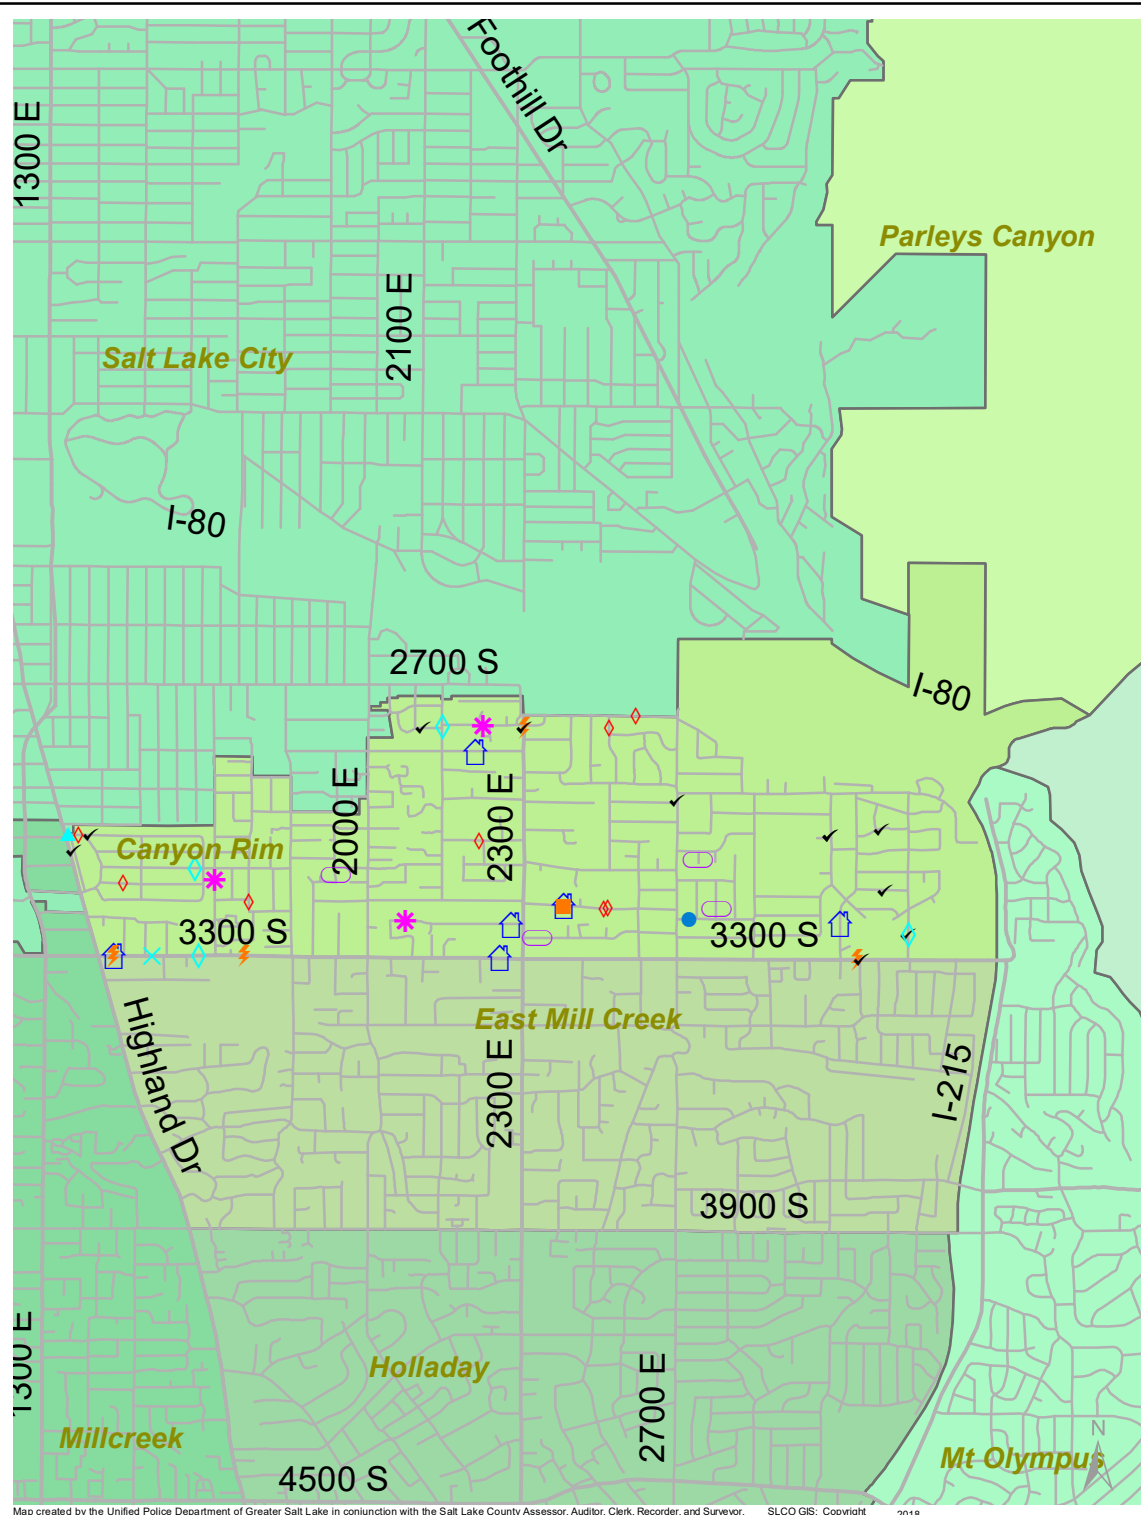 Foothill Dr
1300 E
Parleys Canyon
2100 E
Salt Lake City
I-80
2700 S
I-80
2000 E
2300 E
Canyon Rim
3300 S
3300 S
East Mill Creek
Highland Dr
2300 E
I-215
3900 S
1300 E
Holladay
2700 E
Millcreek
N
Mt Olympus
4500 S
Map created by the Unified Police Department of Greater Salt Lake in conjunction with the Salt Lake County Assessor, Auditor, Clerk, Recorder, and Surveyor. SLCO GIS: Copyright 2018